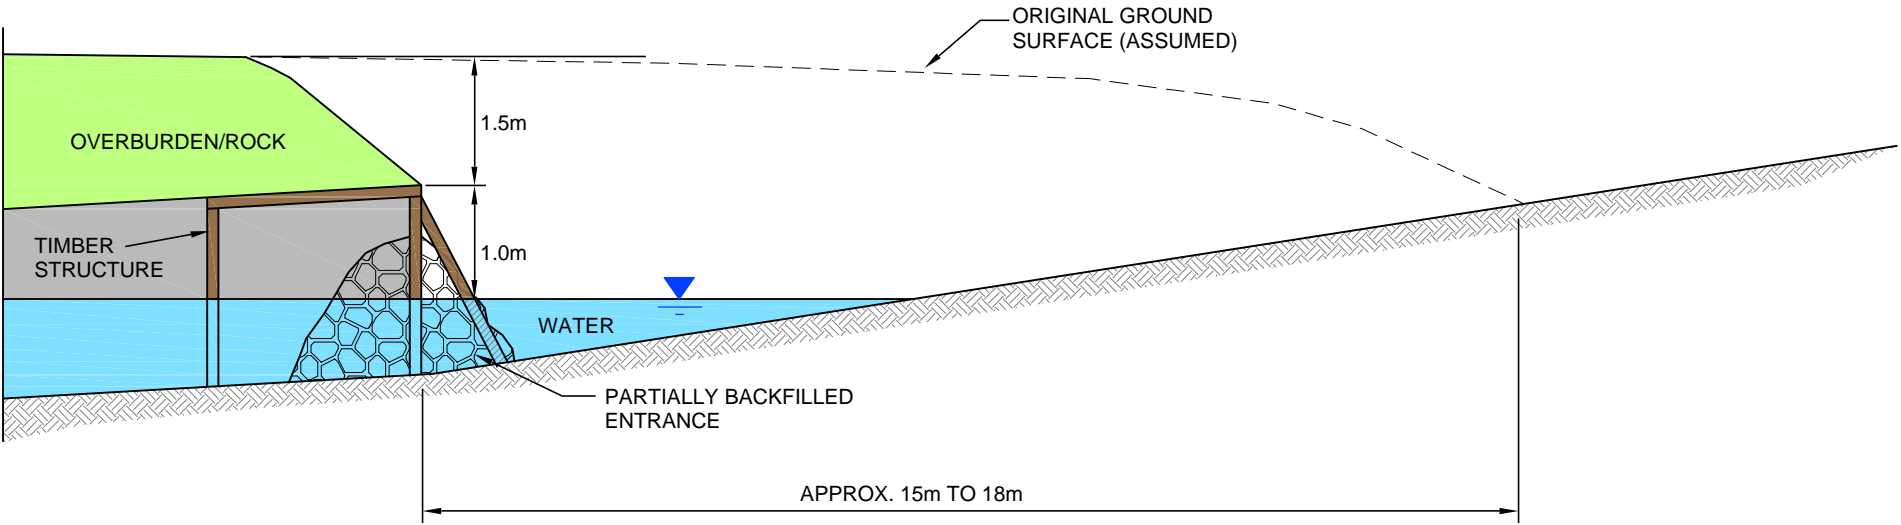 ORIGINAL GROUND
SURFACE (ASSUMED)
1.5m
OVERBURDEN/ROCK
TIMBER
STRUCTURE
1.0m
WATER
PARTIALLY BACKFILLED
ENTRANCE
APPROX. 15m TO 18m